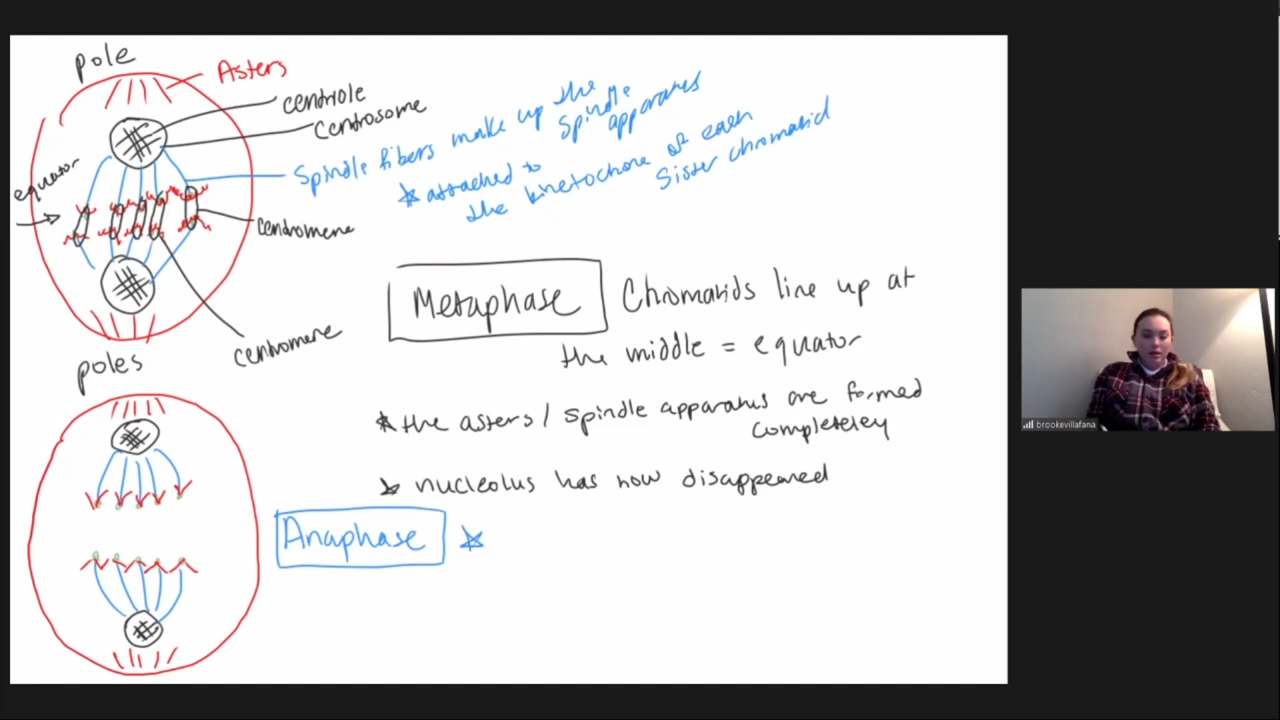 pole
Asters
centriole
Centrosome
Spindle fibers make up the
spindle
apparatus
* attached to
the kinetochore of each
Sister chromatid
equator
centromere
centromere
poles
Metaphase
Chromatids line up at
the middle = equator
* the asters / spindle apparatus are formed
completeley
* nucleolus has now disappeared
Anaphase *
brookevillafana